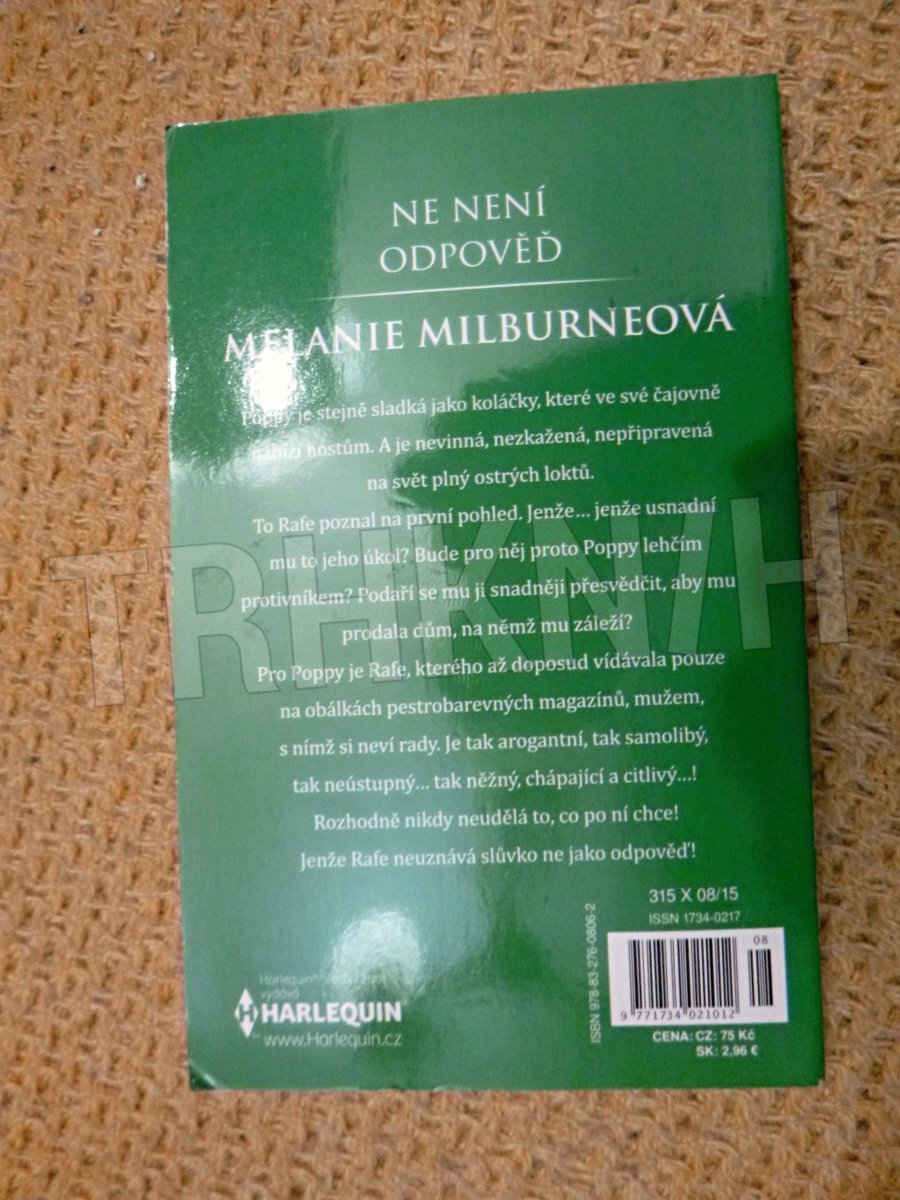 NE NENÍ
ODPOVĚĎ
MELANIE MILBURNEOVÁ
Poppy je stejně sladká jako koláčky, které ve své čajovně
nabízí hostům. A je nevinná, nezkažená, nepřipravená
na svět plný ostrých loktů.
To Rafe poznal na první pohled. Jenže... jenže usnadní
mu to jeho úkol? Bude pro něj proto Poppy lehčím
protivníkem? Podaří se mu ji snadněji přesvědčit, aby mu
prodala dům, na němž mu záleží?
Pro Poppy je Rafe, kterého až doposud vídávala pouze
na obálkách pestrobarevných magazínů, mužem,
s nímž si neví rady. Je tak arogantní, tak samolibý,
tak neústupný... tak něžný, chápající a citlivý...!
Rozhodně nikdy neudělá to, co po ní chce!
Jenže Rafe neuznává slůvko ne jako odpověď!
315 X 08/15
ISSN 1734-0217
ISBN 978-83-276-0806-2
08
9 771734 021012
CENA: CZ: 75 Kč
SK: 2,96 €
Harlequin®
vydává
HARLEQUIN
www.Harlequin.cz
TRHKNIH